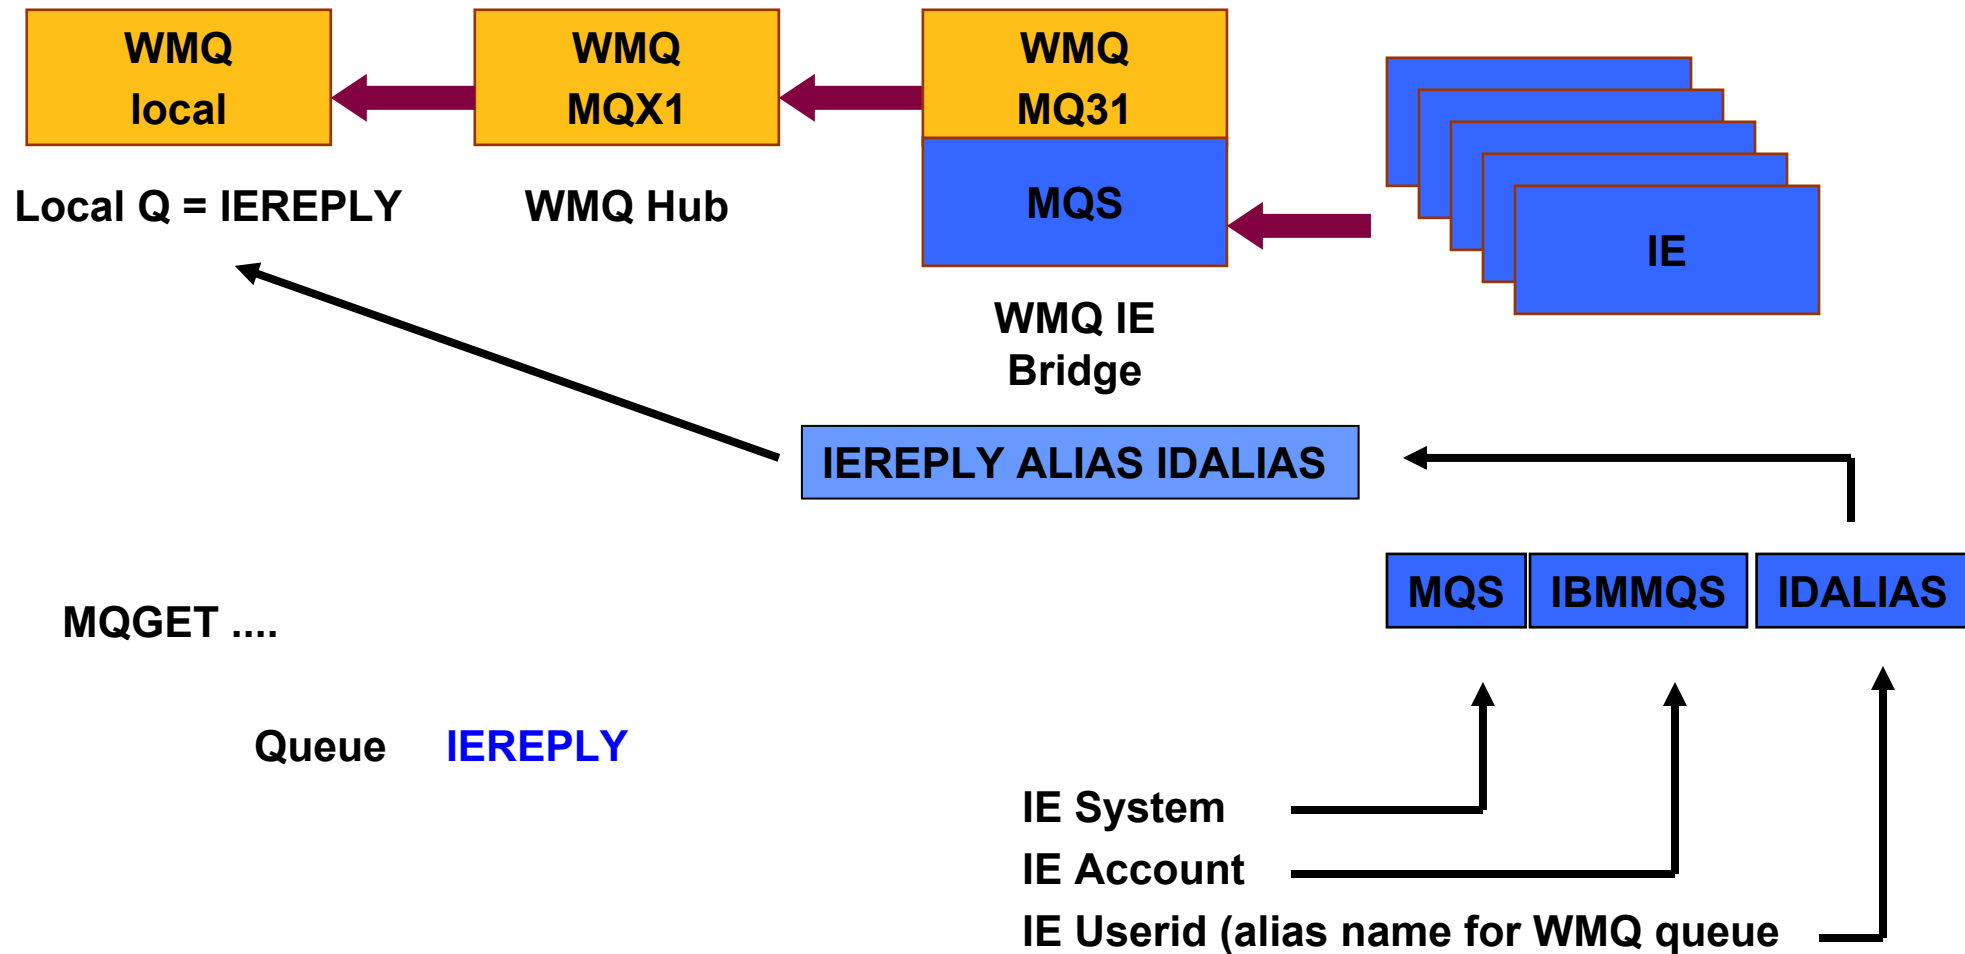 WMQ
local
WMQ
MQX1
WMQ
MQ31
MQS
IE
Local Q = IEREPLY
WMQ Hub
WMQ IE
Bridge
IEREPLY ALIAS IDALIAS
MQS
IBMMQS
IDALIAS
MQGET ....
Queue IEREPLY
IE System
IE Account
IE Userid (alias name for WMQ queue